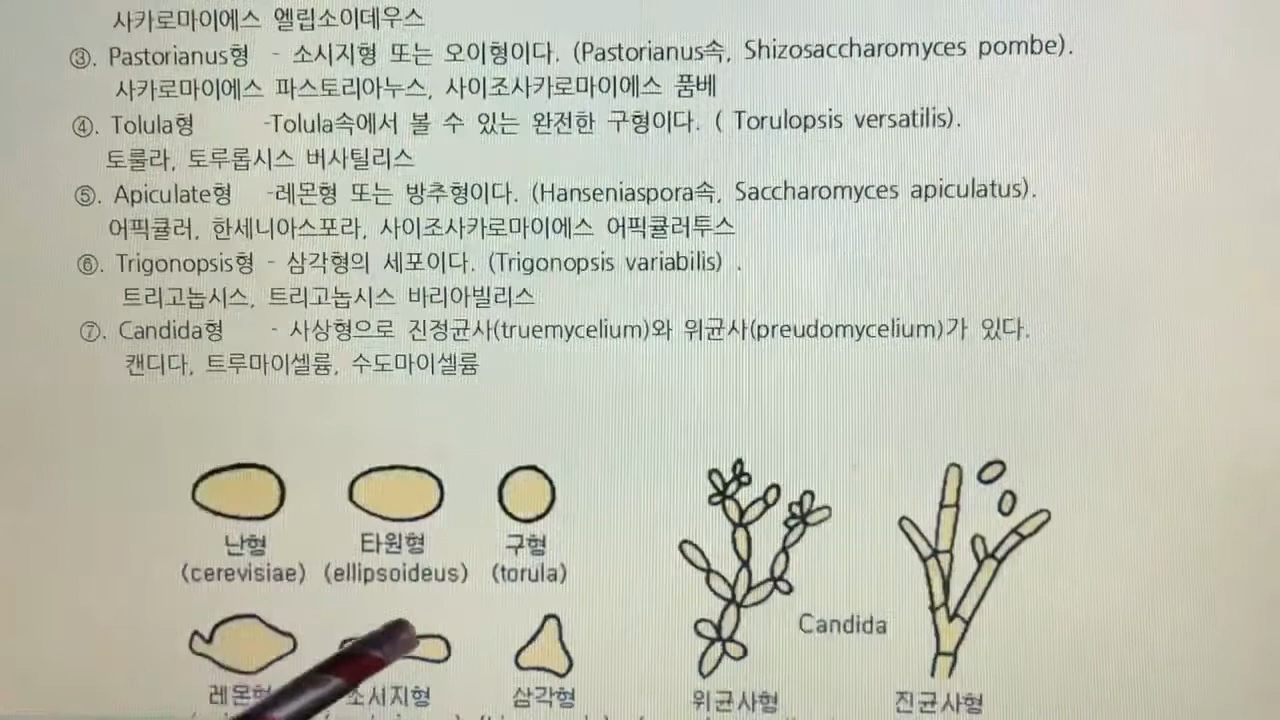 사카로마이에스 엘립소이데우스
③. Pastorianus형 - 소시지형 또는 오이형이다. (Pastorianus속, Shizosaccharomyces pombe).
사카로마이에스 파스토리아누스, 사이조사카로마이에스 품베
④. Tolula형 -Tolula속에서 볼 수 있는 완전한 구형이다. ( Torulopsis versatilis).
토룰라, 토루롭시스 버사틸리스
⑤. Apiculate형 -레몬형 또는 방추형이다. (Hanseniaspora속, Saccharomyces apiculatus).
어픽큘러, 한세니아스포라, 사이조사카로마이에스 어픽큘러투스
⑥. Trigonopsis형 - 삼각형의 세포이다. (Trigonopsis variabilis) .
트리고놉시스, 트리고놉시스 바리아빌리스
⑦. Candida형 - 사상형으로 진정균사(truemycelium)와 위균사(preudomycelium)가 있다.
캔디다, 트루마이셀륨, 수도마이셀륨
난형 타원형 구형
(cerevisiae) (ellipsoideus) (torula)
Candida
레몬형 소시지형 삼각형 위균사형 진균사형